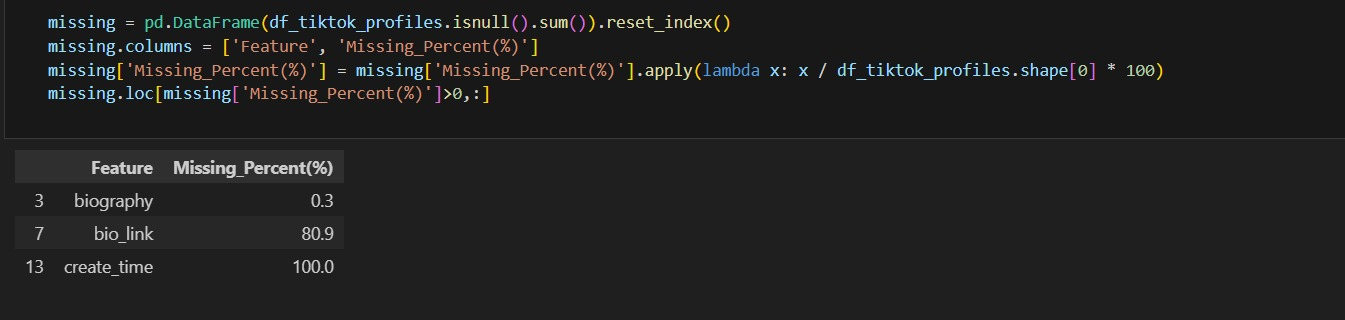 missing = pd.DataFrame(df_tiktok_profiles.isnull().sum()).reset_index()
missing.columns = ['Feature', 'Missing_Percent(%)']
missing['Missing_Percent(%)'] = missing['Missing_Percent(%)'].apply(lambda x: x / df_tiktok_profiles.shape[0] * 100)
missing.loc[missing['Missing_Percent(%)']>0,:]
Feature Missing_Percent(%)
3 biography 0.3
7 bio_link 80.9
13 create_time 100.0